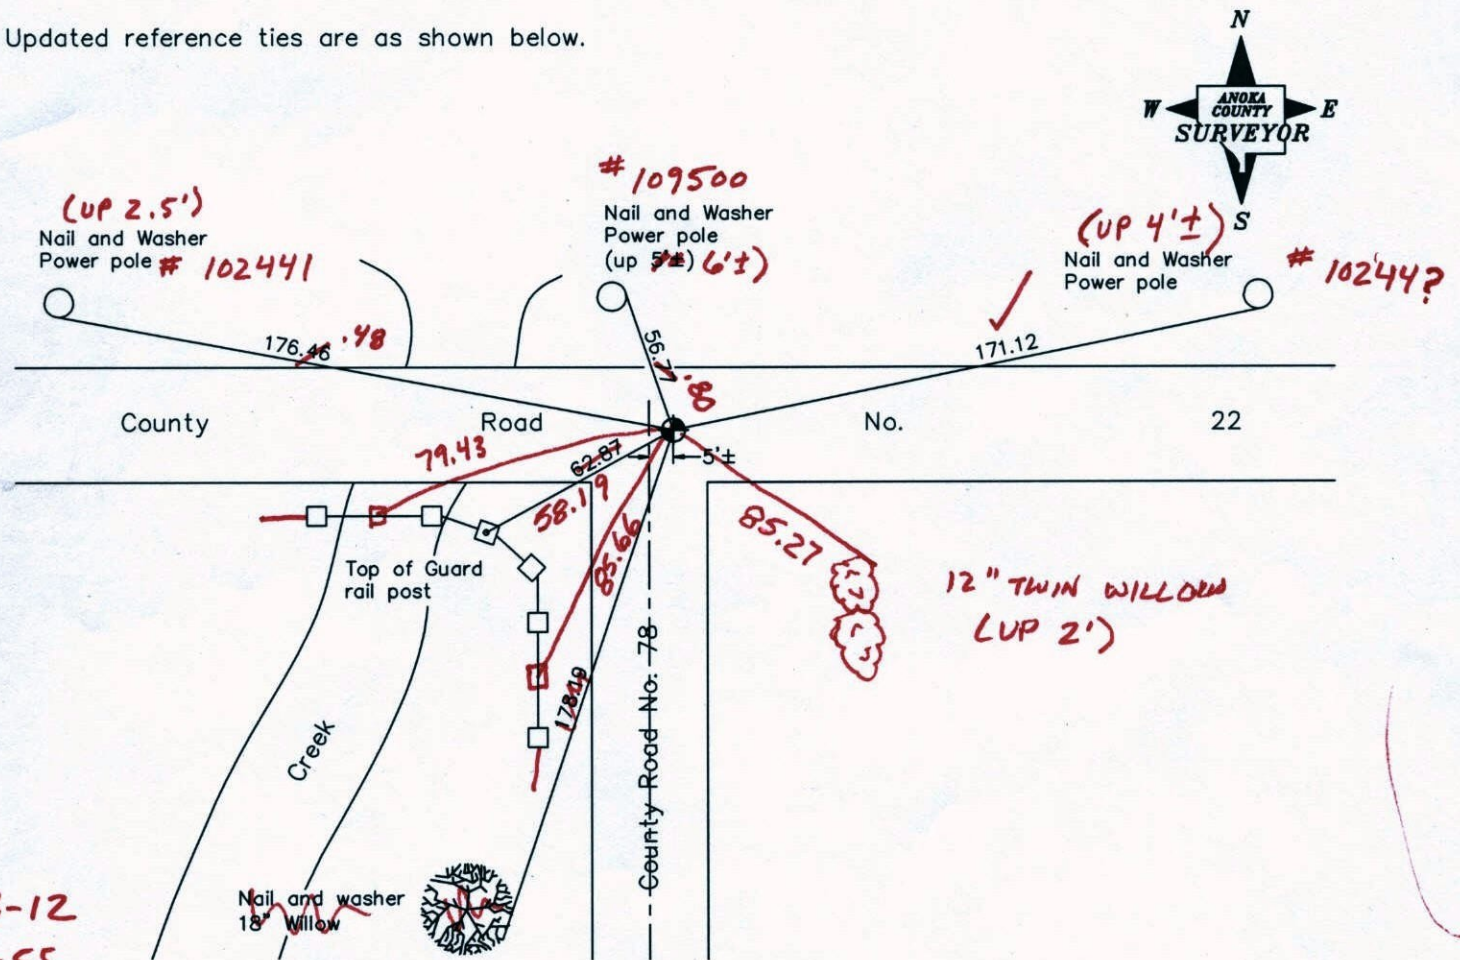 Updated reference ties are as shown below.
N
W
ANOKA
COUNTY
E
SURVEYOR
S
(UP 2.5')
Nail and Washer
Power pole # 102441
# 109500
Nail and Washer
Power pole
(up 5'±) 6'±)
(UP 4'±)
Nail and Washer
Power pole
# 10244?
176.46 .48
56.77 .8
171.12
County Road No. 22
79.43
62.87
5'±
58.19
85.66
85.27
Top of Guard
rail post
12" TWIN WILLOW
(UP 2')
178.19
County Road No. 78
Creek
Nail and washer
18" Willow
-12